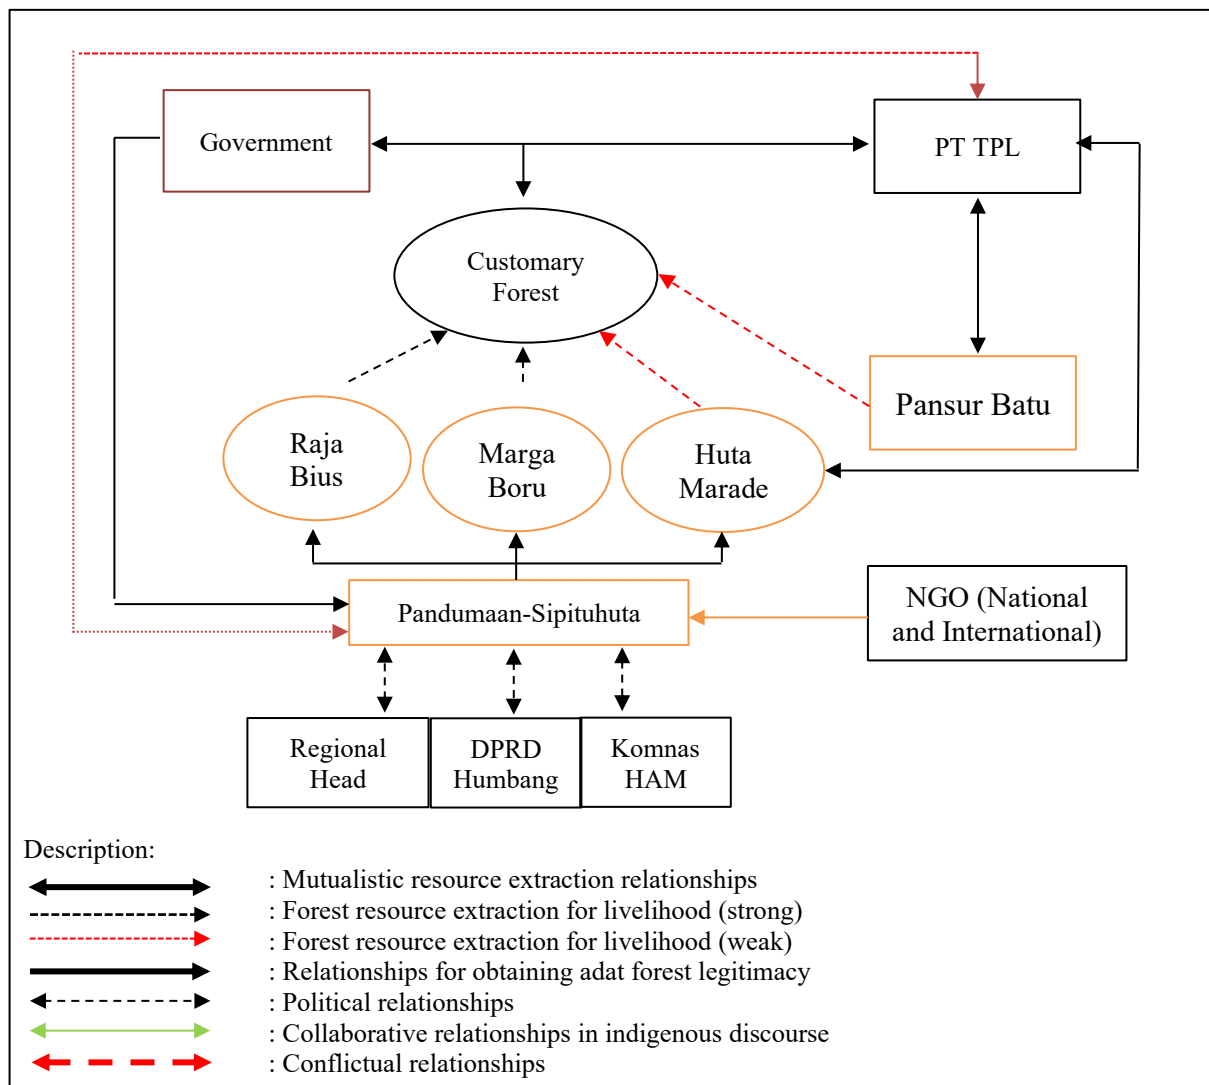 Government
PT TPL
Customary
Forest
Pansur Batu
Raja
Bius
Marga
Boru
Huta
Marade
Pandumaan-Sipituhuta
NGO (National
and International)
Regional
Head
DPRD
Humbang
Komnas
HAM
Description:
: Mutualistic resource extraction relationships
: Forest resource extraction for livelihood (strong)
: Forest resource extraction for livelihood (weak)
: Relationships for obtaining adat forest legitimacy
: Political relationships
: Collaborative relationships in indigenous discourse
: Conflictual relationships